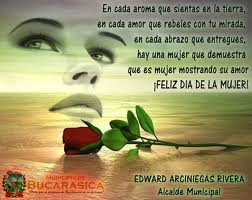 En cada aroma que sientas en la tierra,
en cada amor que rebeles con tu mirada,
en cada abrazo que entregues,
hay una mujer que demuestra
que es mujer mostrando su amor
¡FELIZ DIA DE LA MUJER!
MUNICIPIO DE
BUCARASICA
EDWARD ARCINIEGAS RIVERA
Alcalde Municipal